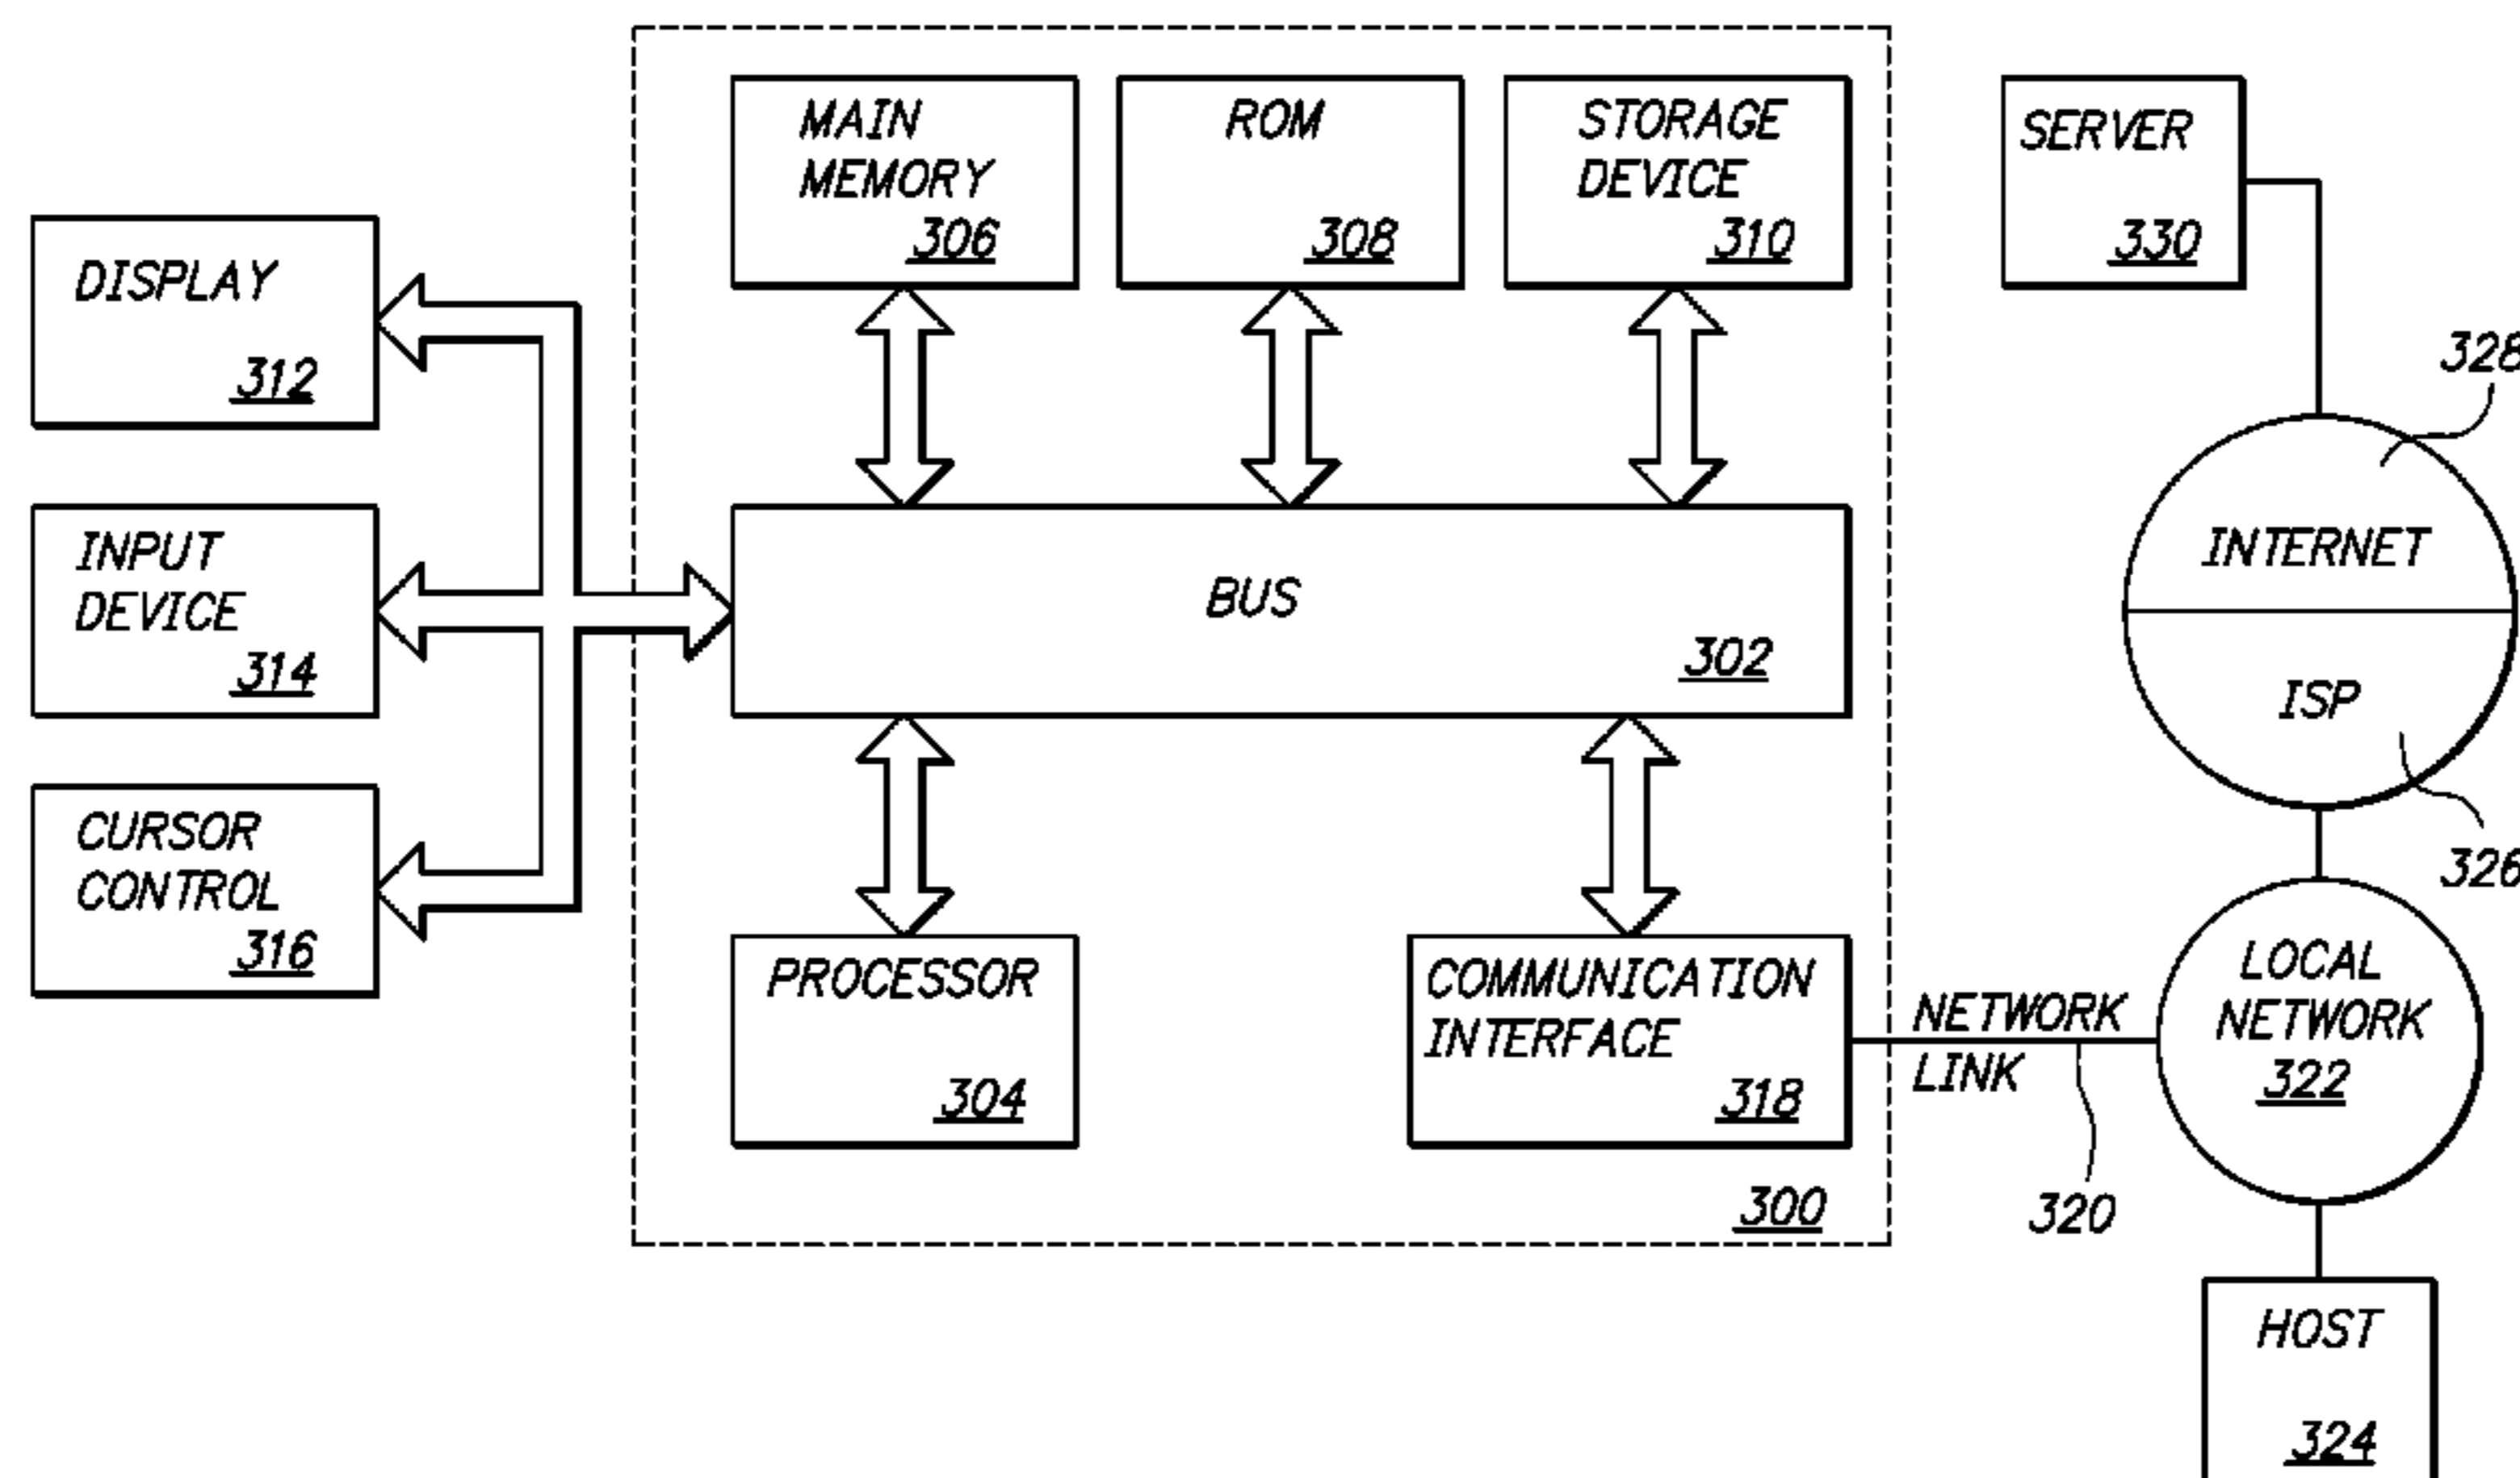 MAIN
MEMORY
306
ROM
308
STORAGE
DEVICE
310
SERVER
330
DISPLAY
312
328
INPUT
DEVICE
314
BUS
302
INTERNET
ISP
326
CURSOR
CONTROL
316
PROCESSOR
304
COMMUNICATION
INTERFACE
318
NETWORK
LINK
320
LOCAL
NETWORK
322
300
HOST
324